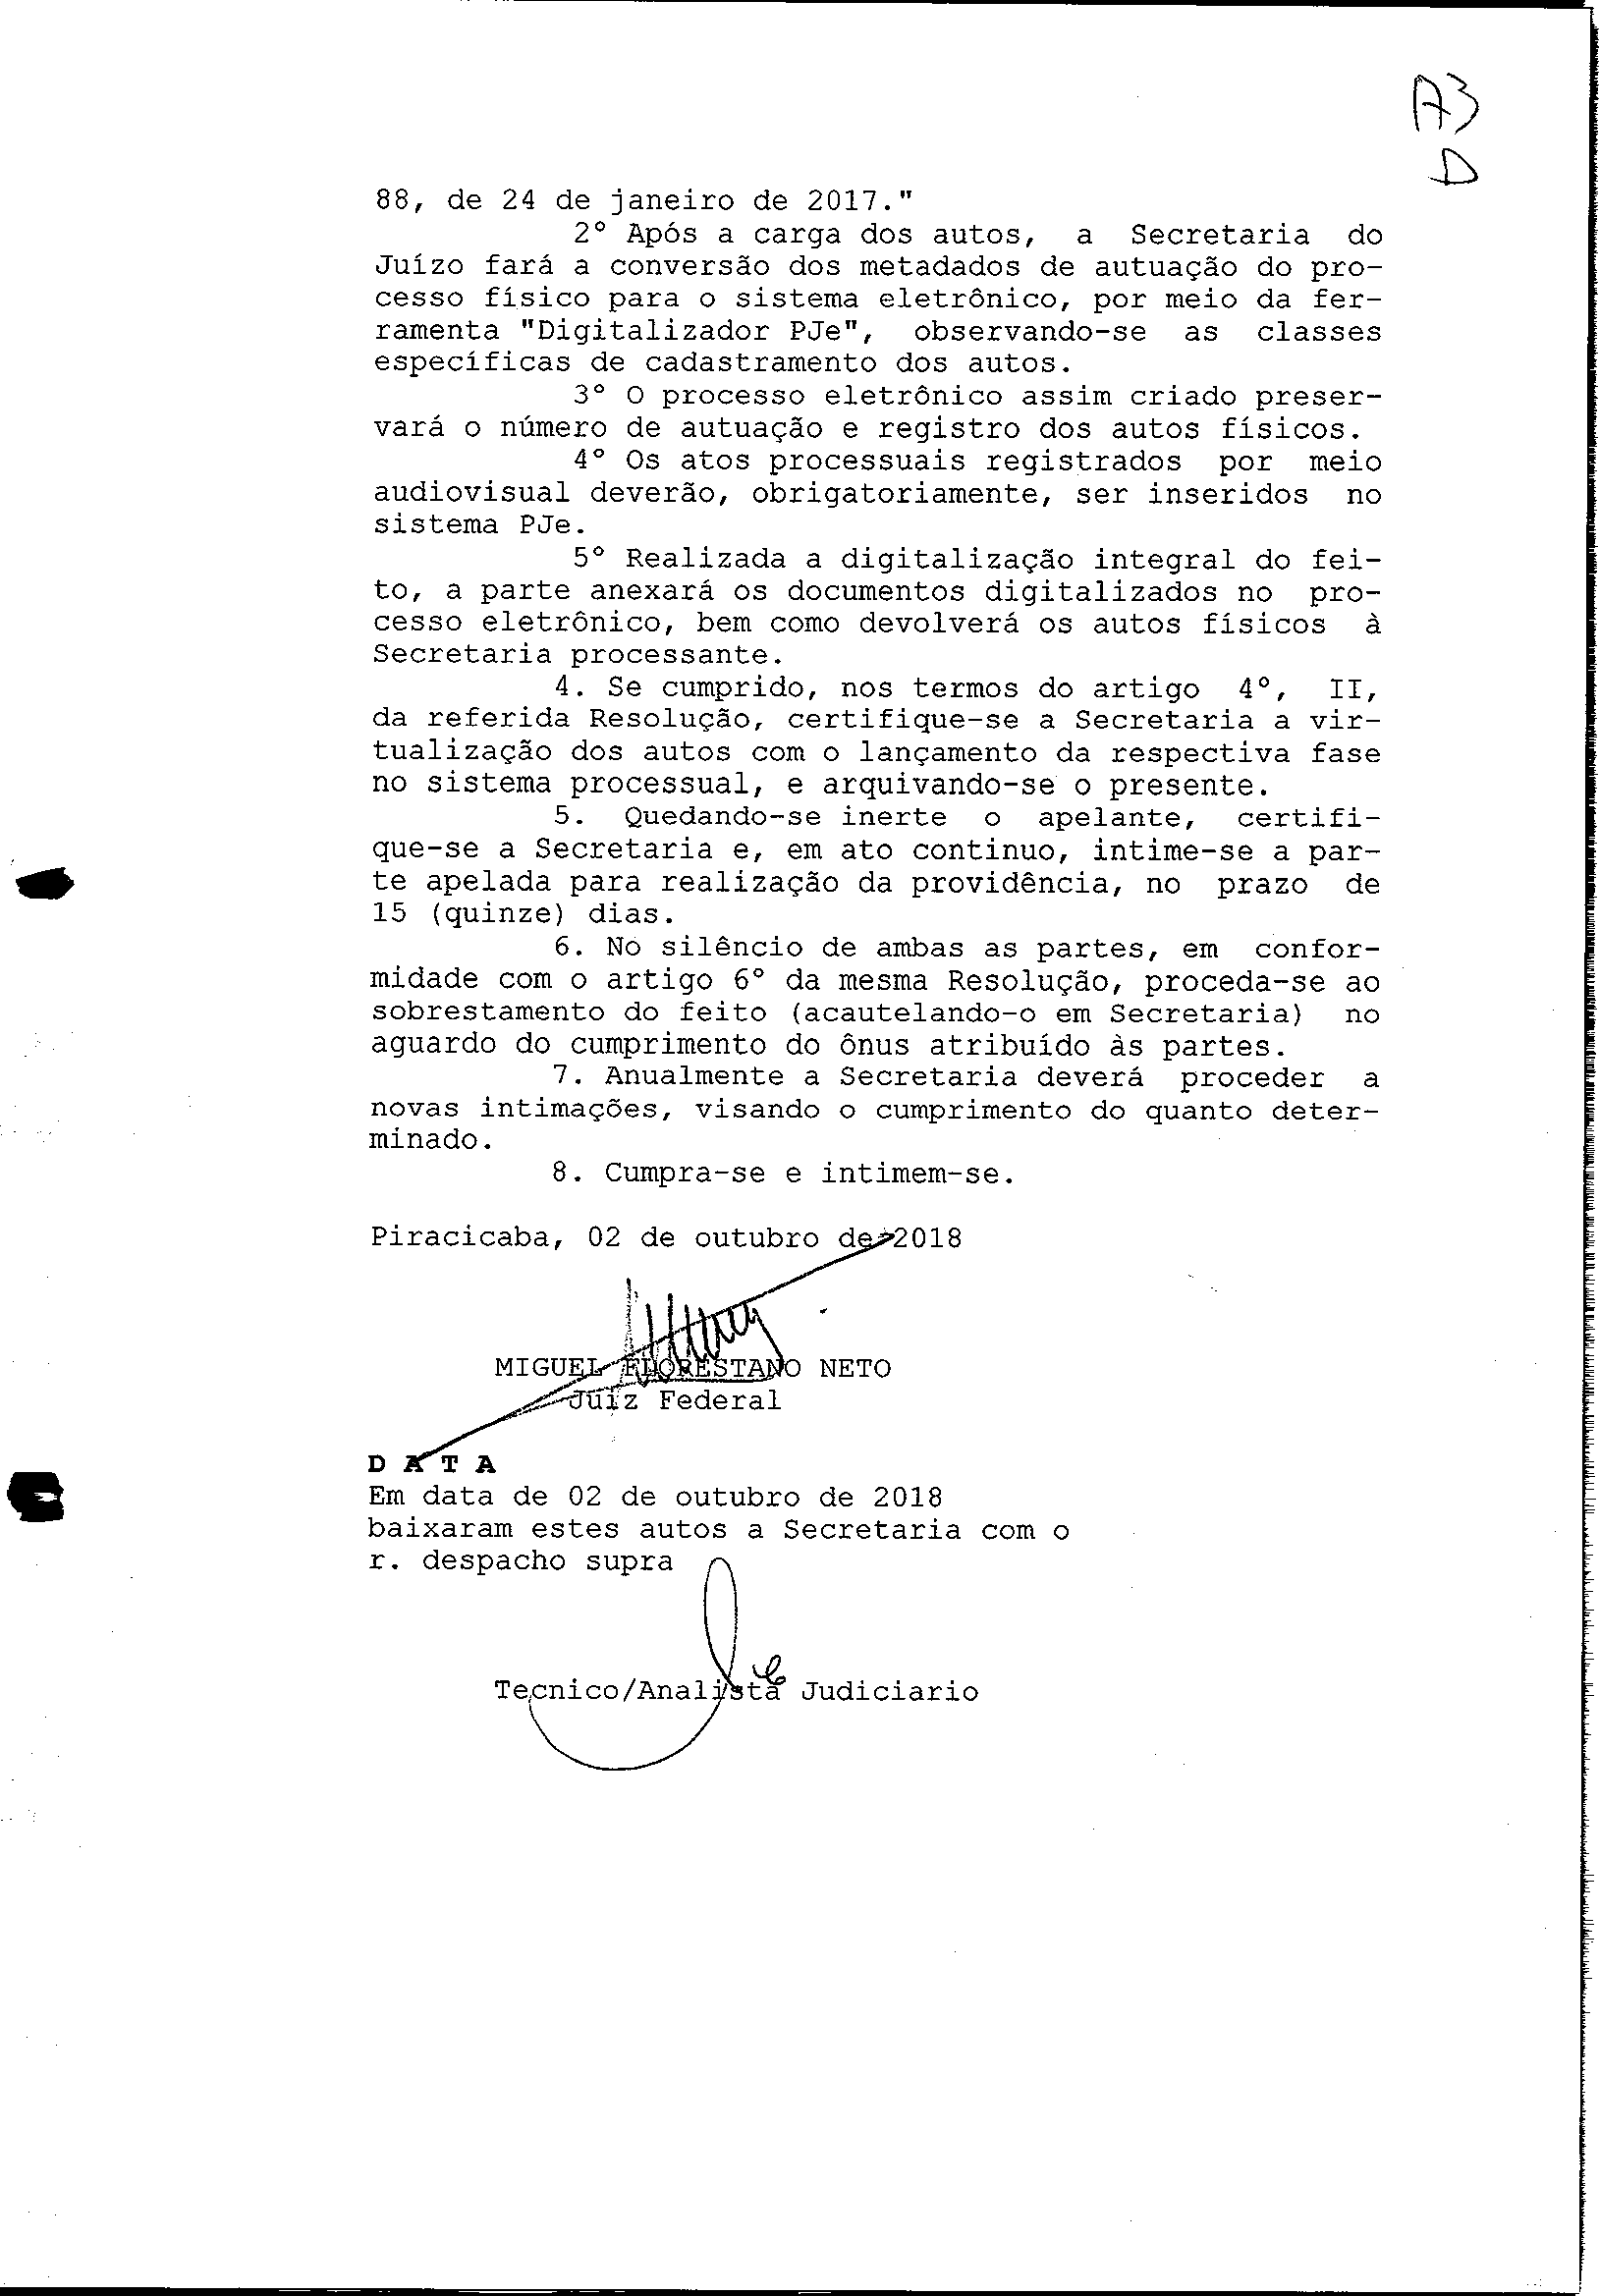 88, de 24 de janeiro de 2017."
2º Após a carga dos autos, a Secretaria do
Juízo fará a conversão dos metadados de autuação do pro-
cesso físico para o sistema eletrônico, por meio da fer-
ramenta "Digitalizador PJe", observando-se as classes
específicas de cadastramento dos autos.
3º O processo eletrônico assim criado preser-
vará o número de autuação e registro dos autos físicos.
4º Os atos processuais registrados por meio
audiovisual deverão, obrigatoriamente, ser inseridos no
sistema PJe.
5º Realizada a digitalização integral do fei-
to, a parte anexará os documentos digitalizados no pro-
cesso eletrônico, bem como devolverá os autos físicos à
Secretaria processante.
4. Se cumprido, nos termos do artigo 4º, II,
da referida Resolução, certifique-se a Secretaria a vir-
tualização dos autos com o lançamento da respectiva fase
no sistema processual, e arquivando-se o presente.
5. Quedando-se inerte o apelante, certifi-
que-se a Secretaria e, em ato continuo, intime-se a par-
te apelada para realização da providência, no prazo de
15 (quinze) dias.
6. No silêncio de ambas as partes, em confor-
midade com o artigo 6º da mesma Resolução, proceda-se ao
sobrestamento do feito (acautelando-o em Secretaria) no
aguardo do cumprimento do ônus atribuído às partes.
7. Anualmente a Secretaria deverá proceder a
novas intimações, visando o cumprimento do quanto deter-
minado.
8. Cumpra-se e intimem-se.
Piracicaba, 02 de outubro de 2018
MIGUEL FLORESTANO NETO
Juiz Federal
D A T A
Em data de 02 de outubro de 2018
baixaram estes autos a Secretaria com o
r. despacho supra
Tecnico/Analista Judiciario